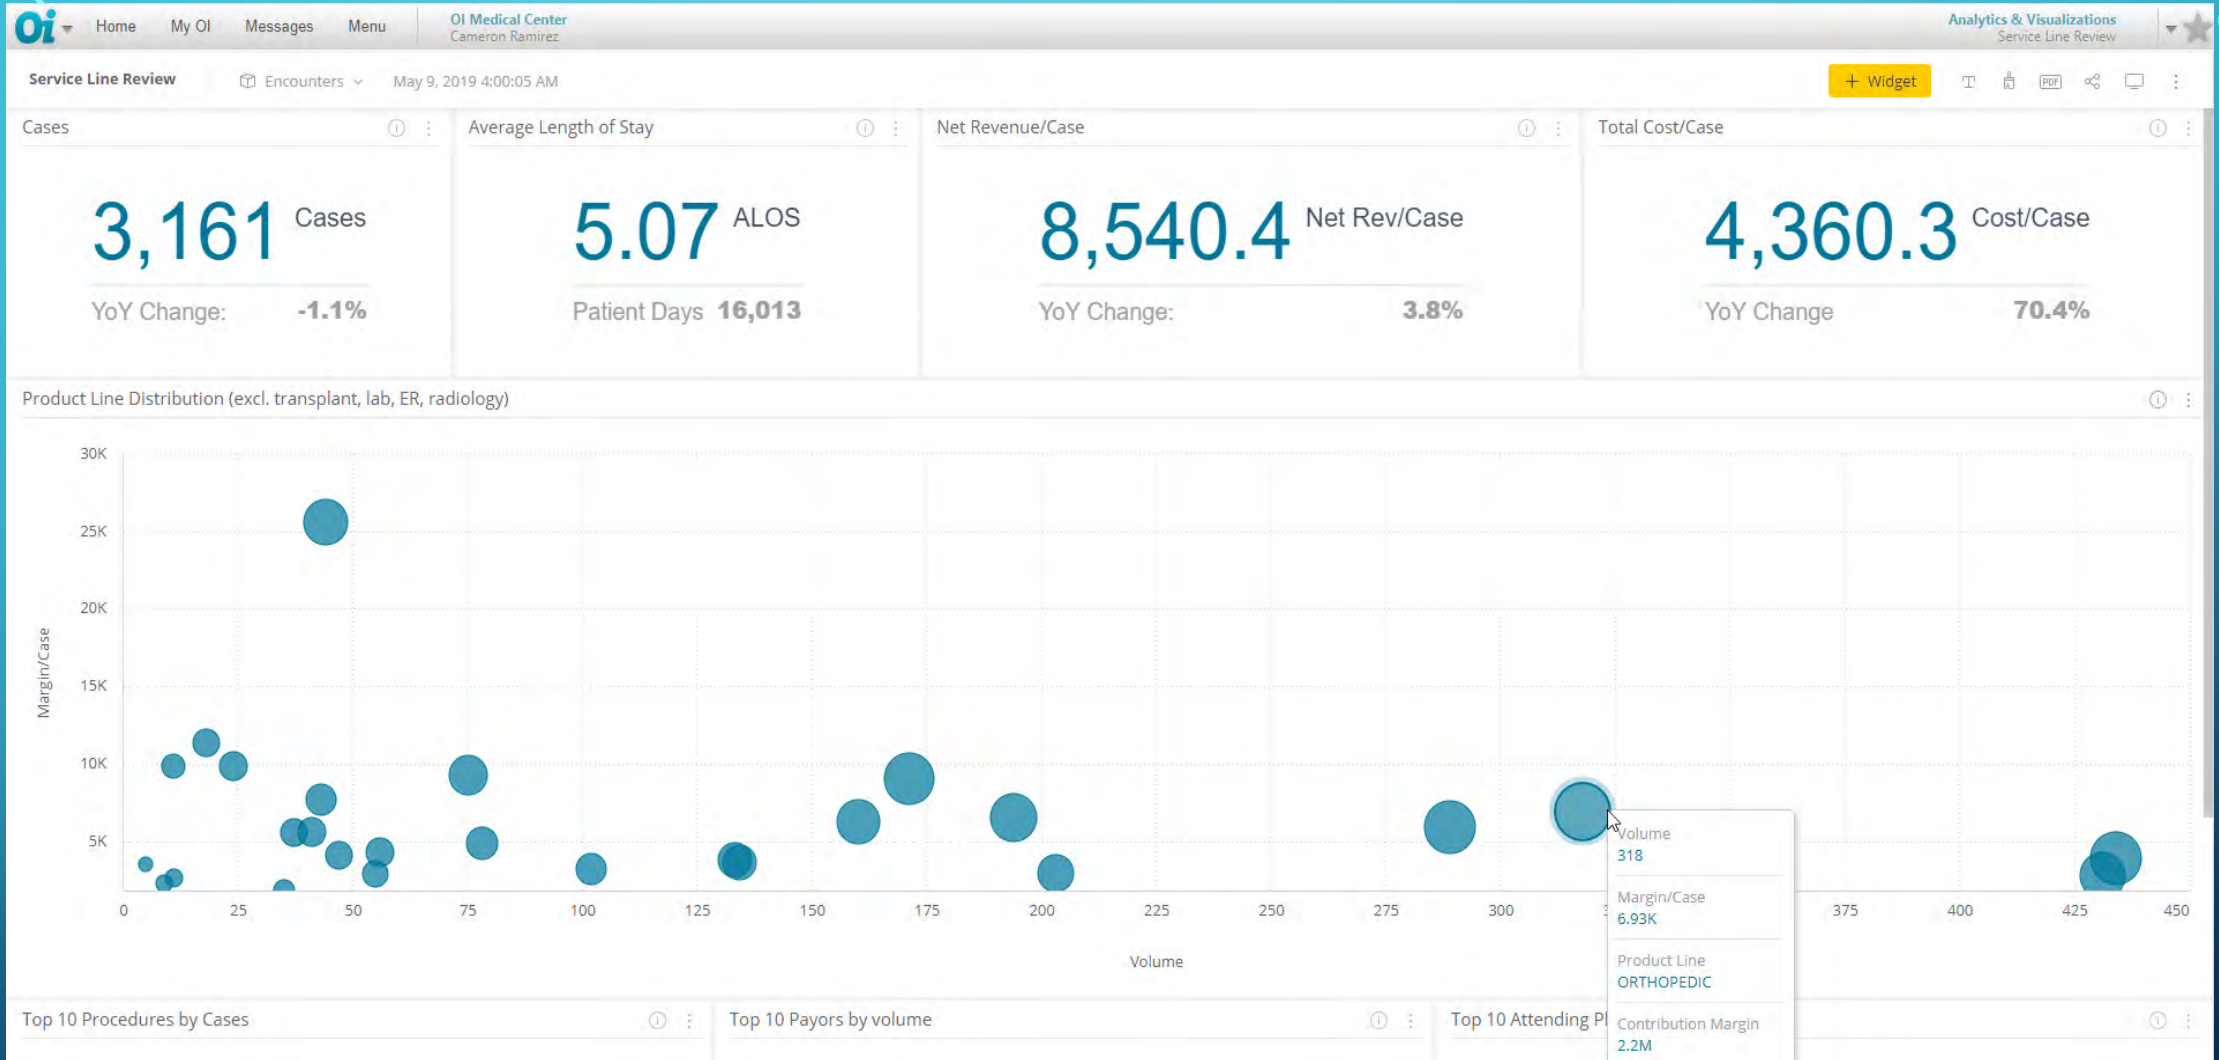 Oi Home My OI Messages Menu OI Medical Center Analytics & Visualizations
Cameron Ramirez Service Line Review
Service Line Review Encounters May 9, 2019 4:00:05 AM + Widget T PDF
Cases Average Length of Stay Net Revenue/Case Total Cost/Case
3,161 Cases 5.07 ALOS 8,540.4 Net Rev/Case 4,360.3 Cost/Case
YoY Change: -1.1% Patient Days 16,013 YoY Change: 3.8% YoY Change 70.4%
Product Line Distribution (excl. transplant, lab, ER, radiology)
30K
25K
20K
15K
10K
5K
Margin/Case
0 25 50 75 100 125 150 175 200 225 250 275 300 375 400 425 450
Volume
Volume
318
Margin/Case
6.93K
Product Line
ORTHOPEDIC
Contribution Margin
2.2M
Top 10 Procedures by Cases Top 10 Payors by volume Top 10 Attending